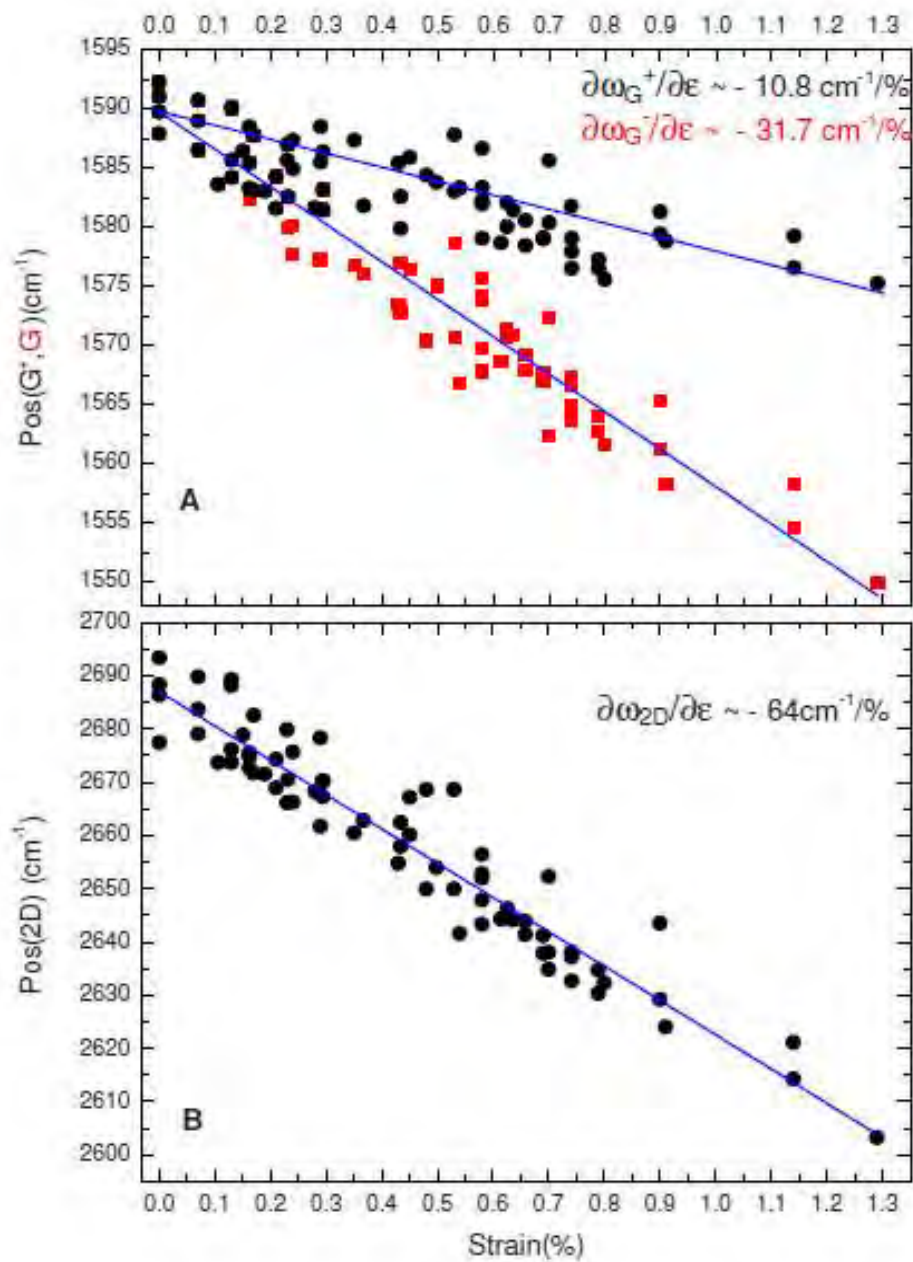 0.0 0.1 0.2 0.3 0.4 0.5 0.6 0.7 0.8 0.9 1.0 1.1 1.2 1.3
1595
∂ωG⁺/∂ε ~ - 10.8 cm⁻¹/%
1590
∂ωG⁻/∂ε ~ - 31.7 cm⁻¹/%
1585
1580
1575
1570
1565
1560
1555
1550
Pos(G⁺,G⁻)(cm⁻¹)
A
2700
2690
∂ω2D/∂ε ~ - 64cm⁻¹/%
2680
2670
2660
2650
2640
2630
2620
2610
2600
Pos(2D) (cm⁻¹)
B
0.0 0.1 0.2 0.3 0.4 0.5 0.6 0.7 0.8 0.9 1.0 1.1 1.2 1.3
Strain(%)